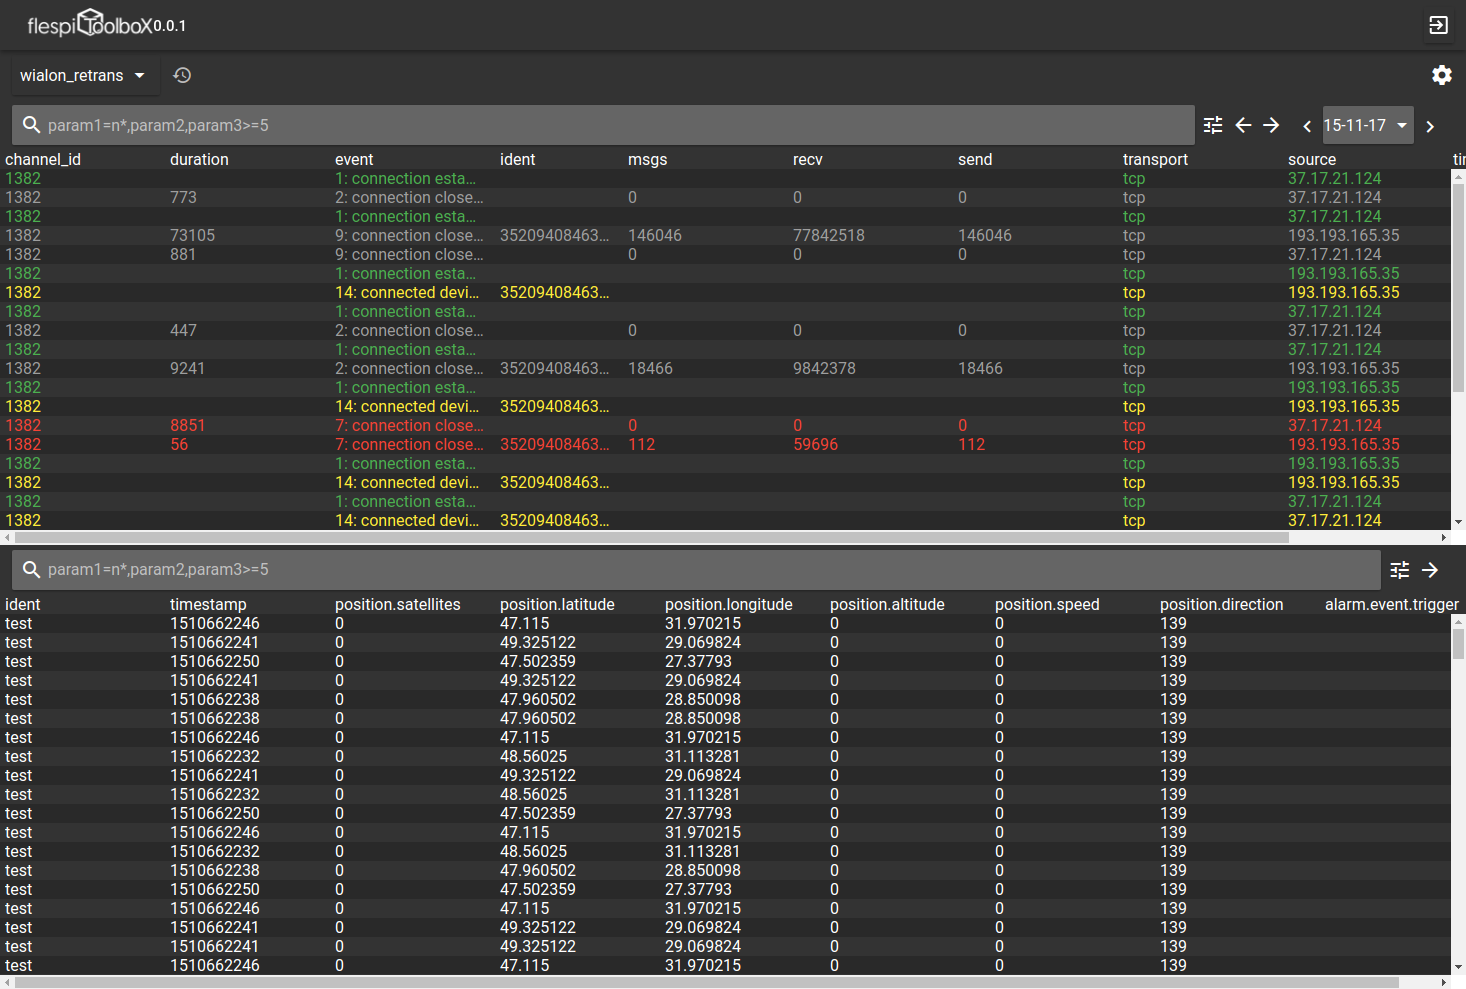 flespi ToolboX 0.0.1
wialon_retrans
param1=n*,param2,param3>=5 15-11-17
channel_id duration event ident msgs recv send transport source tir
1382 1: connection esta... tcp 37.17.21.124
1382 773 2: connection close... 0 0 0 tcp 37.17.21.124
1382 1: connection esta... tcp 37.17.21.124
1382 73105 9: connection close... 35209408463... 146046 77842518 146046 tcp 193.193.165.35
1382 881 9: connection close... 0 0 0 tcp 37.17.21.124
1382 1: connection esta... tcp 193.193.165.35
1382 14: connected devi... 35209408463... tcp 193.193.165.35
1382 1: connection esta... tcp 37.17.21.124
1382 447 2: connection close... 0 0 0 tcp 37.17.21.124
1382 1: connection esta... tcp 37.17.21.124
1382 9241 2: connection close... 35209408463... 18466 9842378 18466 tcp 193.193.165.35
1382 1: connection esta... tcp 193.193.165.35
1382 14: connected devi... 35209408463... tcp 193.193.165.35
1382 8851 7: connection close... 0 0 0 tcp 37.17.21.124
1382 56 7: connection close... 35209408463... 112 59696 112 tcp 193.193.165.35
1382 1: connection esta... tcp 193.193.165.35
1382 14: connected devi... 35209408463... tcp 193.193.165.35
1382 1: connection esta... tcp 37.17.21.124
1382 14: connected devi... 35209408463... tcp 37.17.21.124
param1=n*,param2,param3>=5
ident timestamp position.satellites position.latitude position.longitude position.altitude position.speed position.direction alarm.event.trigger
test 1510662246 0 47.115 31.970215 0 0 139
test 1510662241 0 49.325122 29.069824 0 0 139
test 1510662250 0 47.502359 27.37793 0 0 139
test 1510662241 0 49.325122 29.069824 0 0 139
test 1510662238 0 47.960502 28.850098 0 0 139
test 1510662238 0 47.960502 28.850098 0 0 139
test 1510662246 0 47.115 31.970215 0 0 139
test 1510662232 0 48.56025 31.113281 0 0 139
test 1510662241 0 49.325122 29.069824 0 0 139
test 1510662232 0 48.56025 31.113281 0 0 139
test 1510662250 0 47.502359 27.37793 0 0 139
test 1510662246 0 47.115 31.970215 0 0 139
test 1510662232 0 48.56025 31.113281 0 0 139
test 1510662238 0 47.960502 28.850098 0 0 139
test 1510662250 0 47.502359 27.37793 0 0 139
test 1510662246 0 47.115 31.970215 0 0 139
test 1510662241 0 49.325122 29.069824 0 0 139
test 1510662241 0 49.325122 29.069824 0 0 139
test 1510662246 0 47.115 31.970215 0 0 139